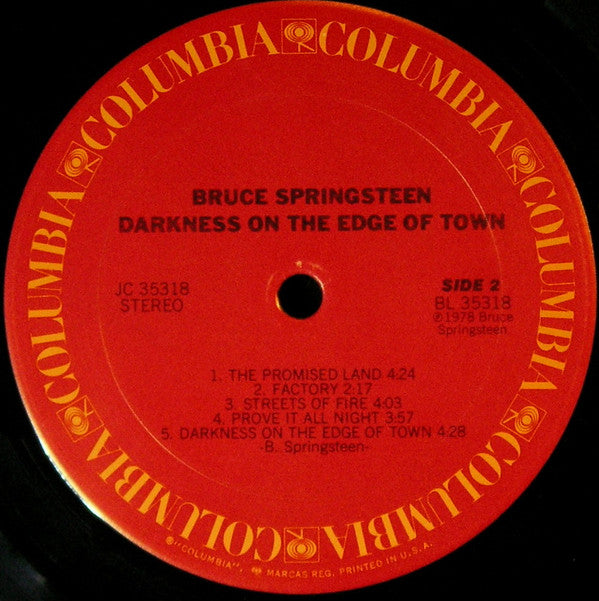 COLUMBIA COLUMBIA COLUMBIA COLUMBIA COLUMBIA COLUMBIA
BRUCE SPRINGSTEEN
DARKNESS ON THE EDGE OF TOWN
JC 35318
STEREO
SIDE 2
BL 35318
℗1978 Bruce
Springsteen
1. THE PROMISED LAND 4:24
2. FACTORY 2:17
3. STREETS OF FIRE 4:03
4. PROVE IT ALL NIGHT 3:57
5. DARKNESS ON THE EDGE OF TOWN 4:28
-B. Springsteen-
®"COLUMBIA", MARCAS REG. PRINTED IN U.S.A.